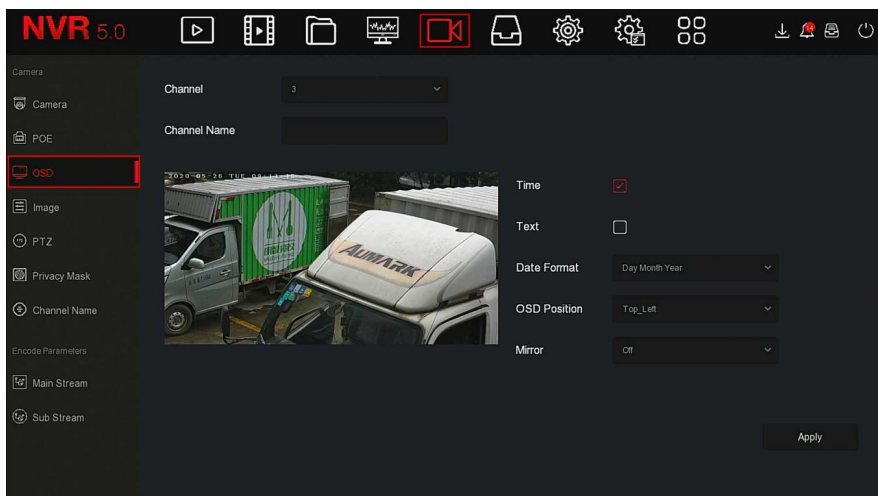 NVR 5.0
Camera
Channel
3
Camera
Channel Name
POE
OSD
Time
Image
Text
PTZ
Date Format
Day Month Year
Privacy Mask
OSD Position
Top_Left
Channel Name
Mirror
Off
Encode Parameters
Main Stream
Sub Stream
Apply
AUMARK